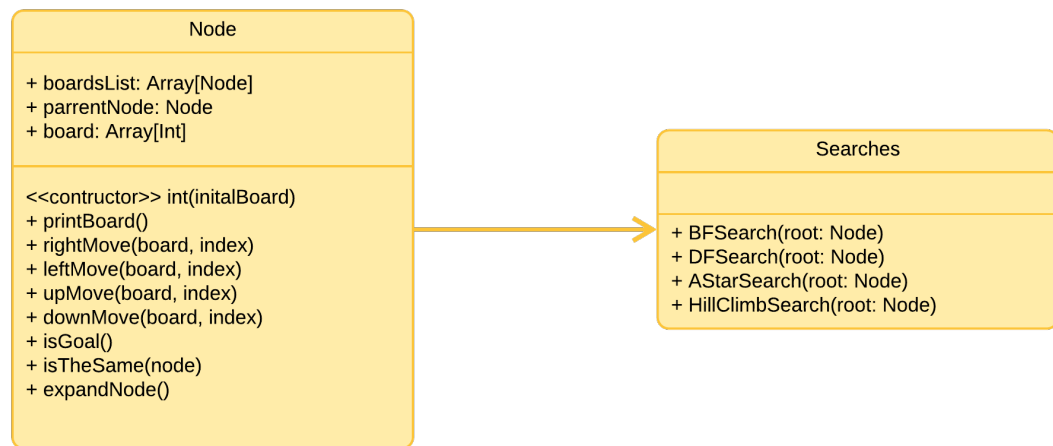 Node
+ boardsList: Array[Node]
+ parrentNode: Node
+ board: Array[Int]
<<contructor>> int(initalBoard)
+ printBoard()
+ rightMove(board, index)
+ leftMove(board, index)
+ upMove(board, index)
+ downMove(board, index)
+ isGoal()
+ isTheSame(node)
+ expandNode()
Searches
+ BFSearch(root: Node)
+ DFSearch(root: Node)
+ AStarSearch(root: Node)
+ HillClimbSearch(root: Node)